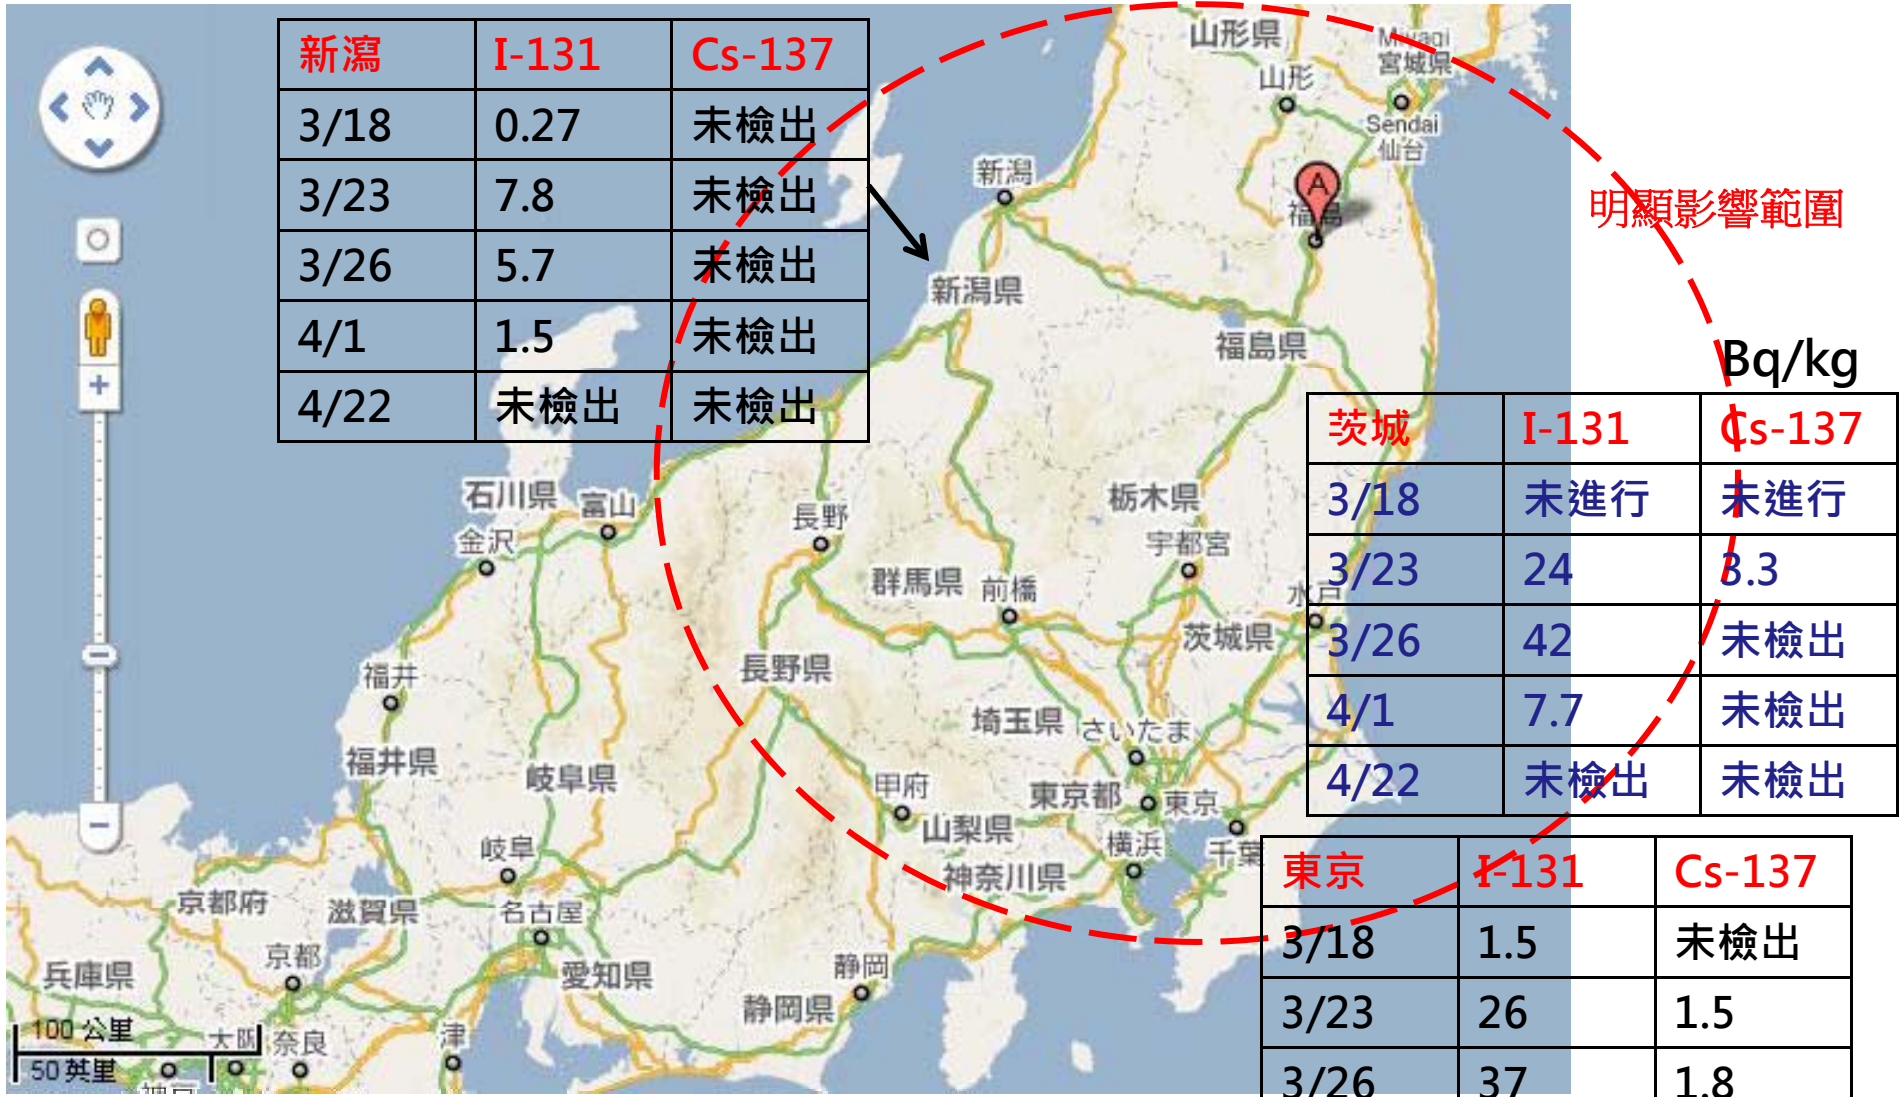 新瀉 I-131 Cs-137
3/18 0.27 未檢出
3/23 7.8 未檢出
3/26 5.7 未檢出
4/1 1.5 未檢出
4/22 未檢出 未檢出
山形県
Miyagi
宮城県
山形
Sendai
仙台
新潟
A
福島
明顯影響範圍
新潟県
福島県
Bq/kg
茨城 I-131 Cs-137
3/18 未進行 未進行
3/23 24 3.3
3/26 42 未檢出
4/1 7.7 未檢出
4/22 未檢出 未檢出
石川県
富山
金沢
長野
栃木県
宇都宮
群馬県
前橋
水戸
茨城県
福井
長野県
埼玉県
さいたま
福井県
岐阜県
甲府
東京都
東京
山梨県
横浜
千葉
岐阜
神奈川県
東京 I-131 Cs-137
3/18 1.5 未檢出
3/23 26 1.5
3/26 37 1.8
京都府
滋賀県
名古屋
京都
兵庫県
愛知県
静岡
静岡県
100 公里
大阪
奈良
津
50 英里